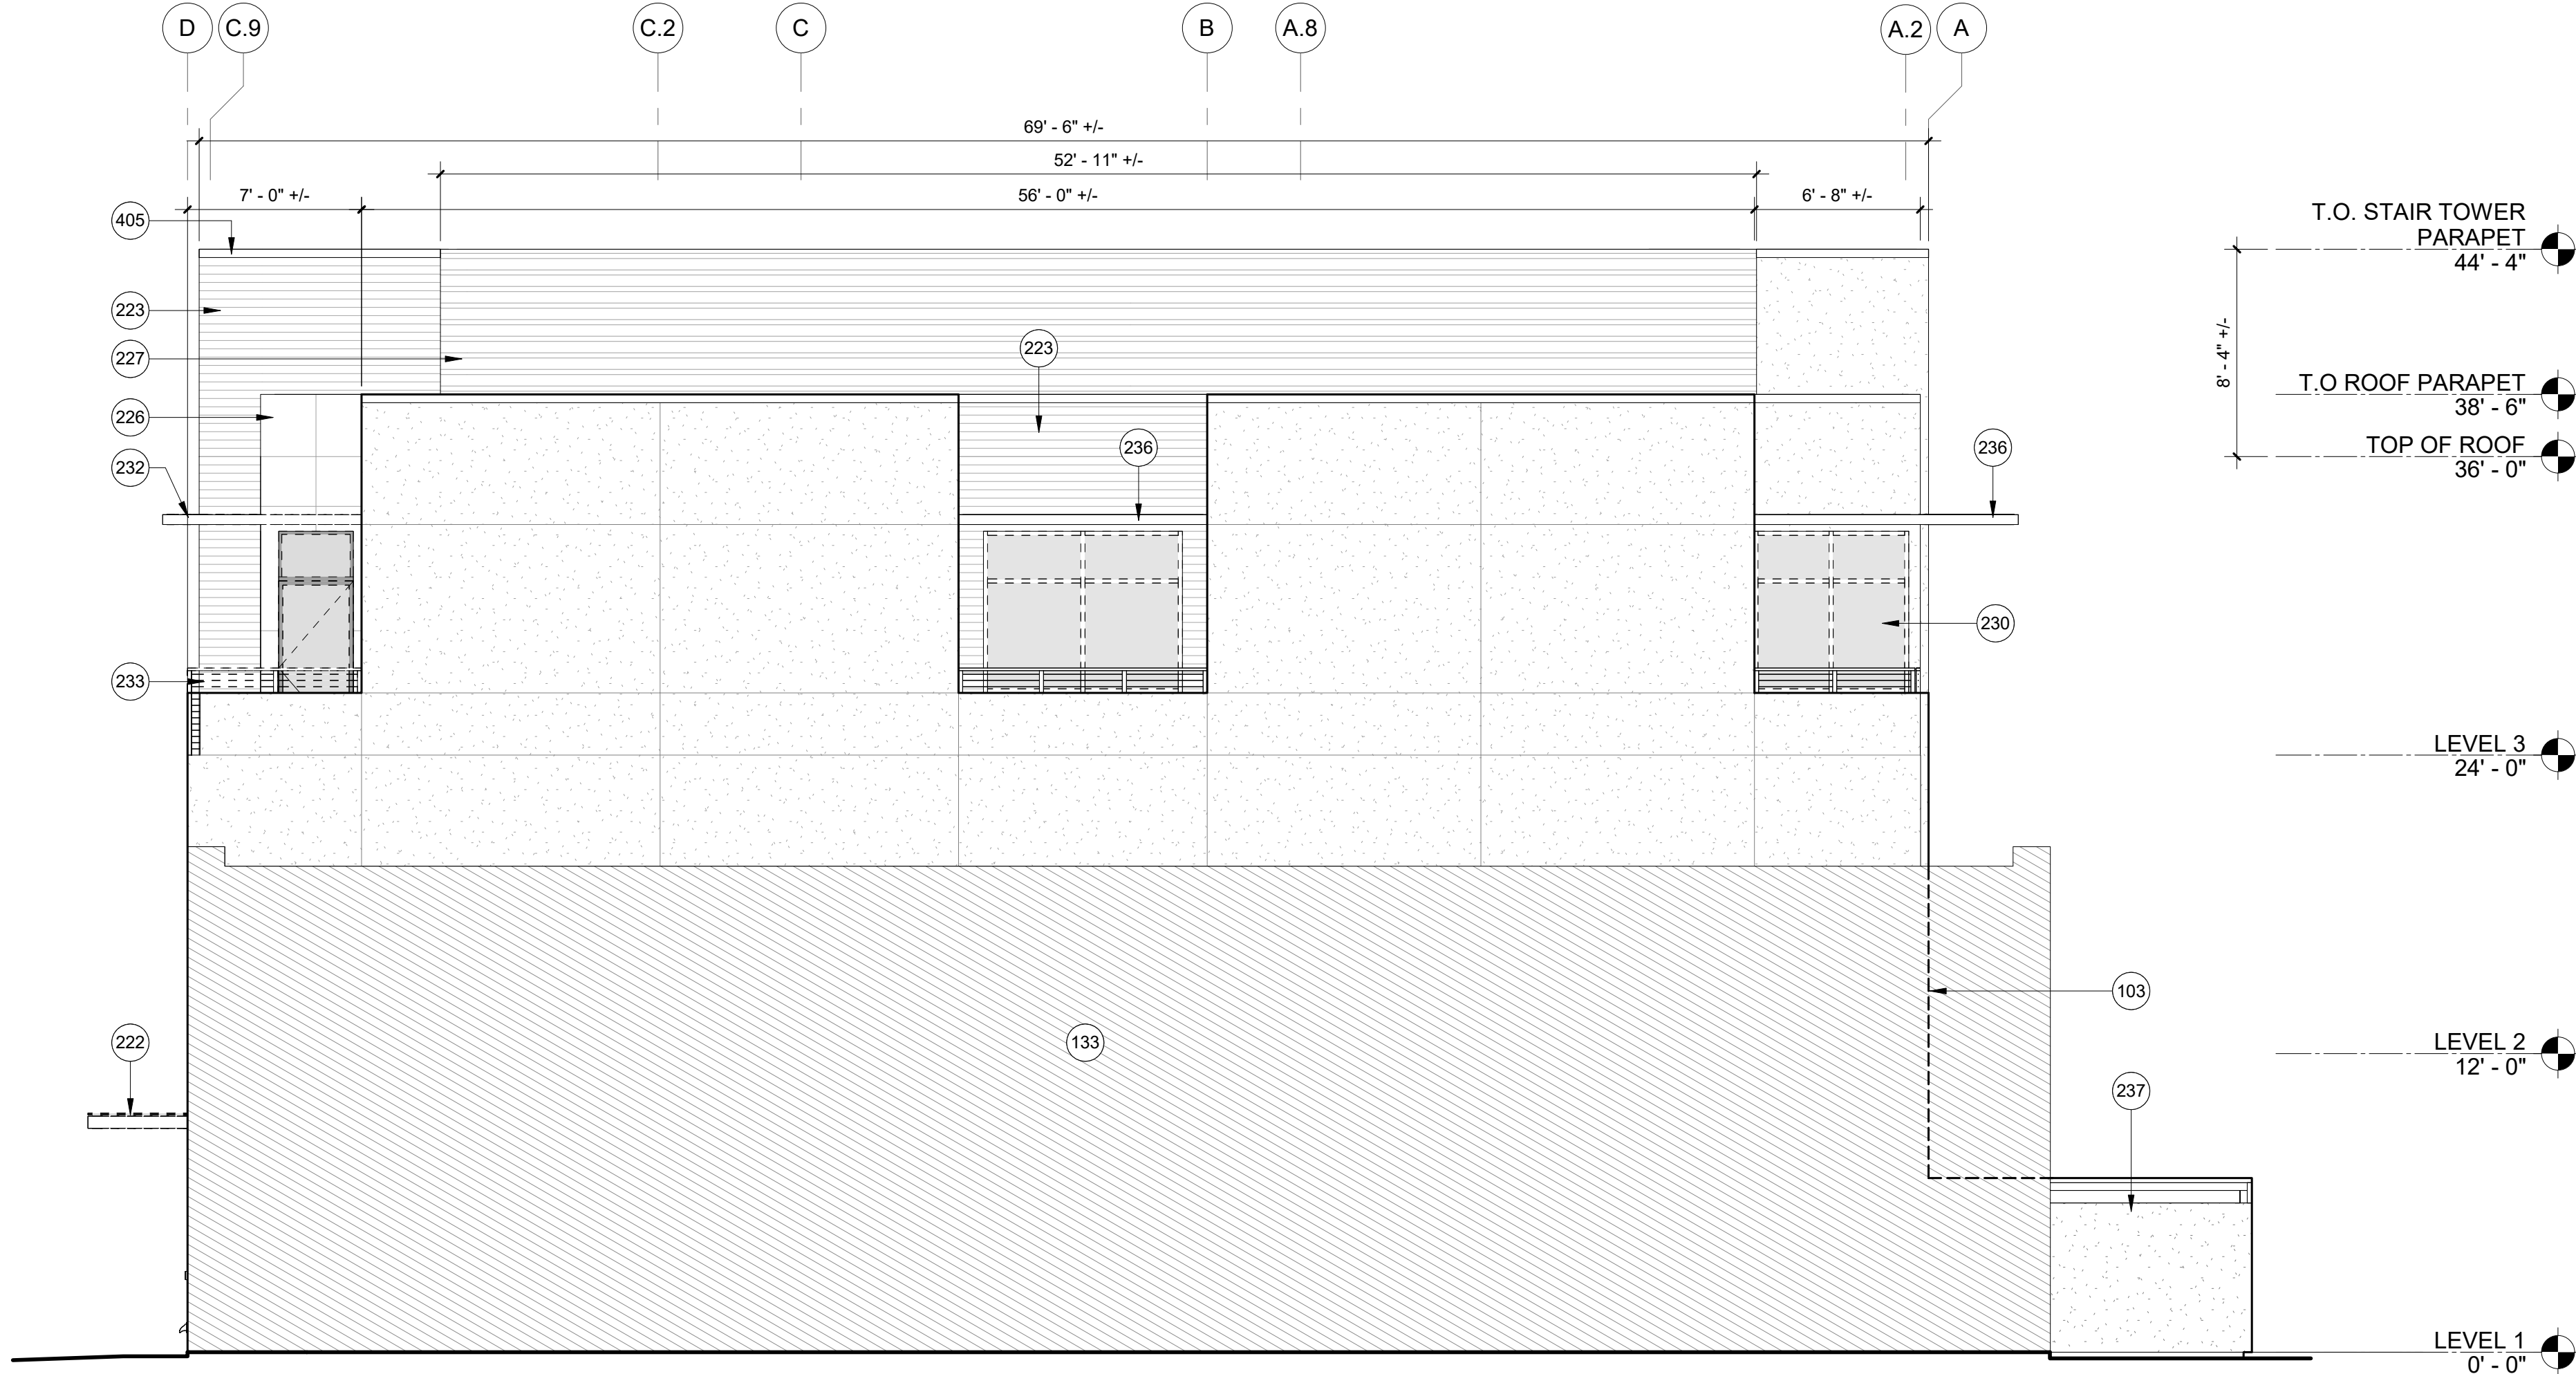 D
C.9
C.2
C
B
A.8
A.2
A
69' - 6" +/-
52' - 11" +/-
7' - 0" +/-
56' - 0" +/-
6' - 8" +/-
405
T.O. STAIR TOWER
PARAPET
44' - 4"
223
227
223
8' - 4" +/-
T.O ROOF PARAPET
38' - 6"
226
232
236
236
TOP OF ROOF
36' - 0"
230
233
LEVEL 3
24' - 0"
103
222
133
LEVEL 2
12' - 0"
237
LEVEL 1
0' - 0"